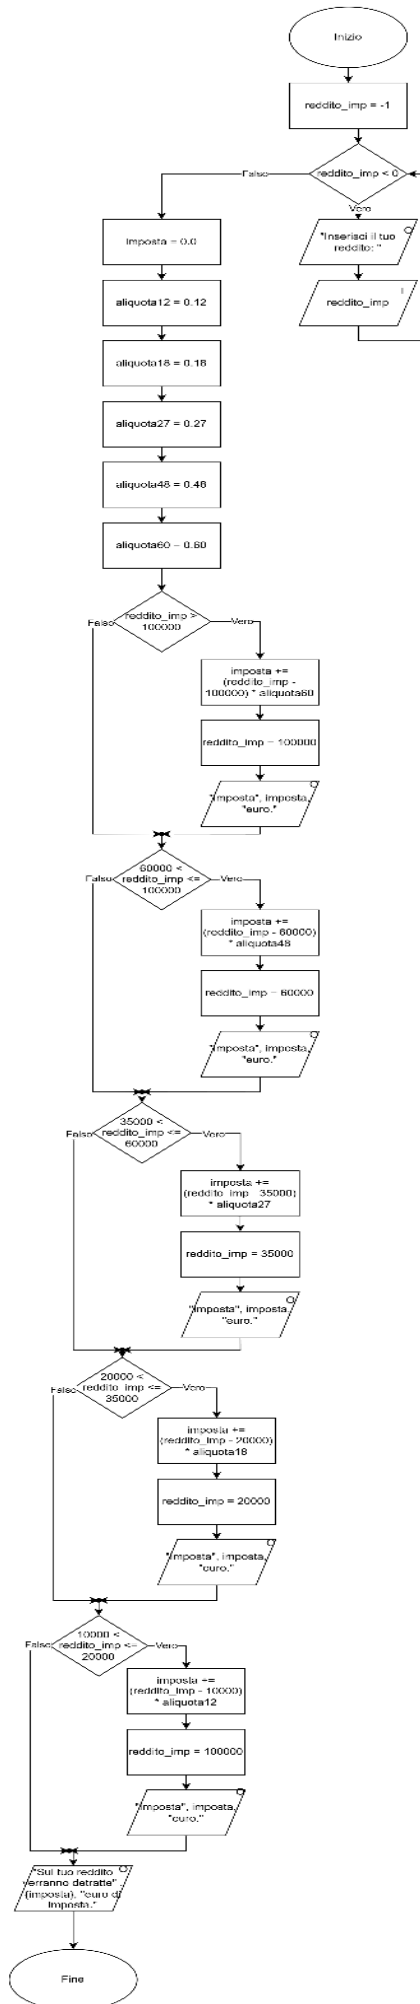 Inizio
reddito_imp = -1
reddito_imp < 0
Falso
Vero
"Inserisci il tuo
reddito: "
O
reddito_imp
I
Imposta = 0.0
aliquota12 = 0.12
aliquota18 = 0.18
aliquota27 = 0.27
aliquota48 = 0.48
aliquota60 = 0.60
reddito_imp >
100000
Falso
Vero
imposta +=
(reddito_imp -
100000) * aliquota60
reddito_imp = 100000
"Imposta", imposta,
"euro."
O
60000 <
reddito_imp <=
100000
Falso
Vero
imposta +=
(reddito_imp - 60000)
* aliquota48
reddito_imp = 60000
"Imposta", imposta,
"euro."
O
35000 <
reddito_imp <=
60000
Falso
Vero
imposta +=
(reddito_imp - 35000)
* aliquota27
reddito_imp = 35000
"Imposta", imposta,
"euro."
O
20000 <
reddito_imp <=
35000
Falso
Vero
imposta +=
(reddito_imp - 20000)
* aliquota18
reddito_imp = 20000
"Imposta", imposta,
"euro."
O
10000 <
reddito_imp <=
20000
Falso
Vero
imposta +=
(reddito_imp - 10000)
* aliquota12
reddito_imp = 100000
"Imposta", imposta,
"euro."
O
"Sul tuo reddito
verranno detratte" ,
(imposta), "euro di
Imposta."
O
Fine